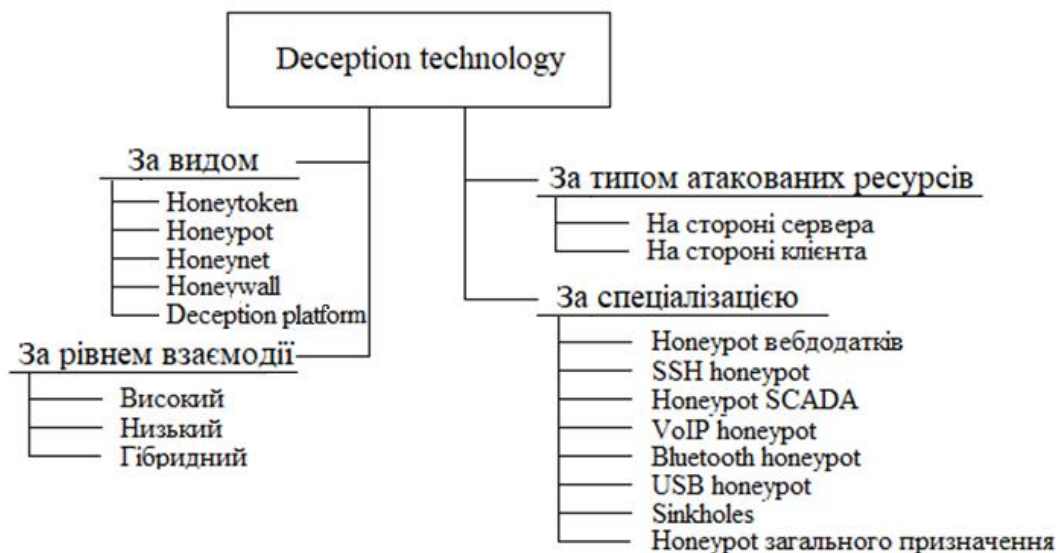 Deception technology
За видом
Honeytoken
Honeypot
Honeynet
Honeywall
Deception platform
За рівнем взаємодії
Високий
Низький
Гібридний
За типом атакованих ресурсів
На стороні сервера
На стороні клієнта
За спеціалізацією
Honeypot вебдодатків
SSH honeypot
Honeypot SCADA
VoIP honeypot
Bluetooth honeypot
USB honeypot
Sinkholes
Honeypot загального призначення